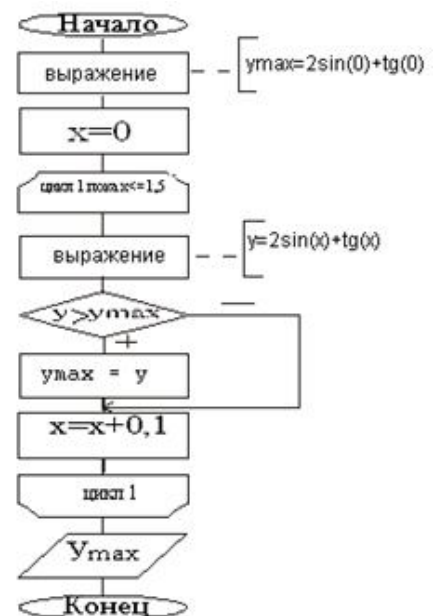 Начало
выражение
ymax=2sin(0)+tg(0)
x=0
цикл 1 пока x<=1,5
выражение
y=2sin(x)+tg(x)
y>ymax
—
+
ymax = y
x=x+0,1
цикл 1
Ymax
Конец